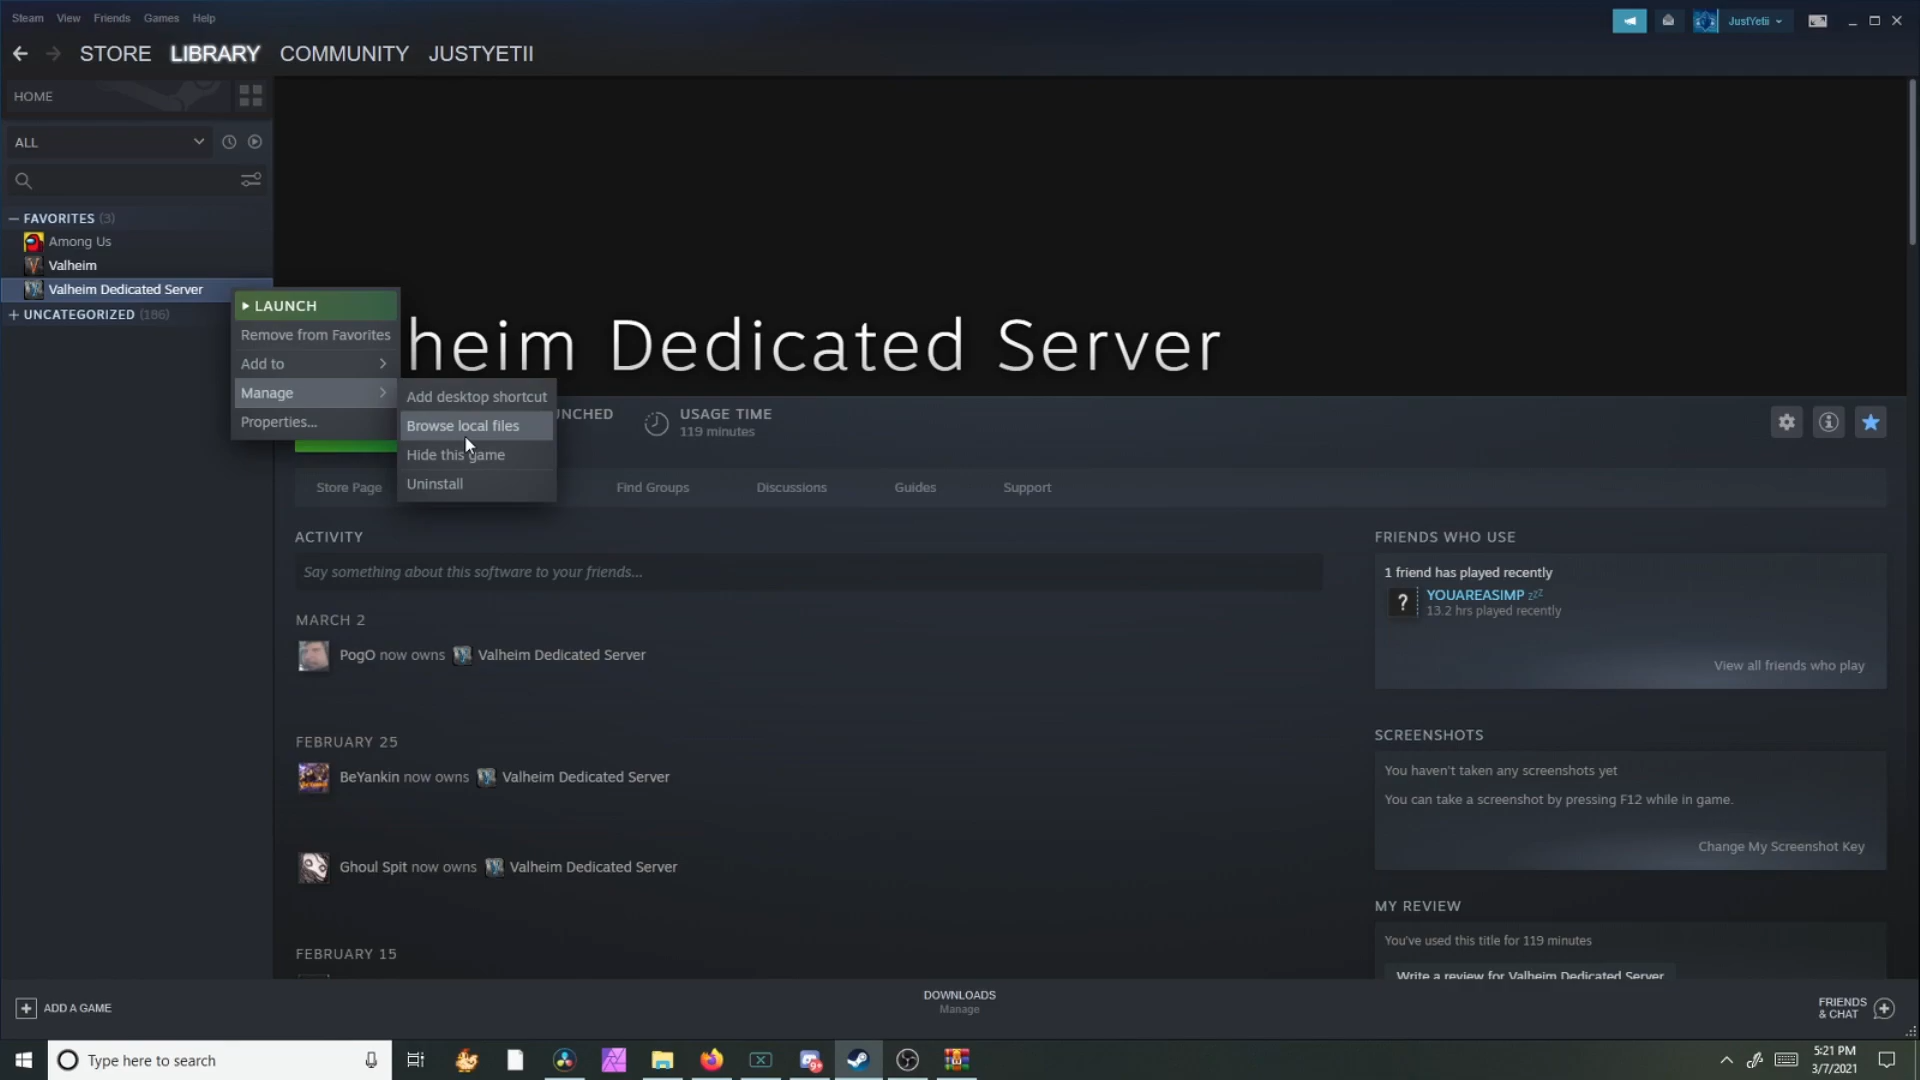 Steam View Friends Games Help
JustYetii
STORE LIBRARY COMMUNITY JUSTYETII
HOME
ALL
FAVORITES (3)
Among Us
Valheim
Valheim Dedicated Server
UNCATEGORIZED (186)
LAUNCH
Remove from Favorites
Add to
Manage
Properties...
Add desktop shortcut
Browse local files
Hide this game
Uninstall
heim Dedicated Server
UNCHED
USAGE TIME
119 minutes
Store Page
Find Groups
Discussions
Guides
Support
ACTIVITY
Say something about this software to your friends...
MARCH 2
PogO now owns Valheim Dedicated Server
FEBRUARY 25
BeYankin now owns Valheim Dedicated Server
Ghoul Spit now owns Valheim Dedicated Server
FEBRUARY 15
FRIENDS WHO USE
1 friend has played recently
?
YOUAREASIMP zzz
13.2 hrs played recently
View all friends who play
SCREENSHOTS
You haven't taken any screenshots yet
You can take a screenshot by pressing F12 while in game.
Change My Screenshot Key
MY REVIEW
You've used this title for 119 minutes
Write a review for Valheim Dedicated Server
ADD A GAME
DOWNLOADS
Manage
FRIENDS
& CHAT
Type here to search
9+
5:21 PM
3/7/2021